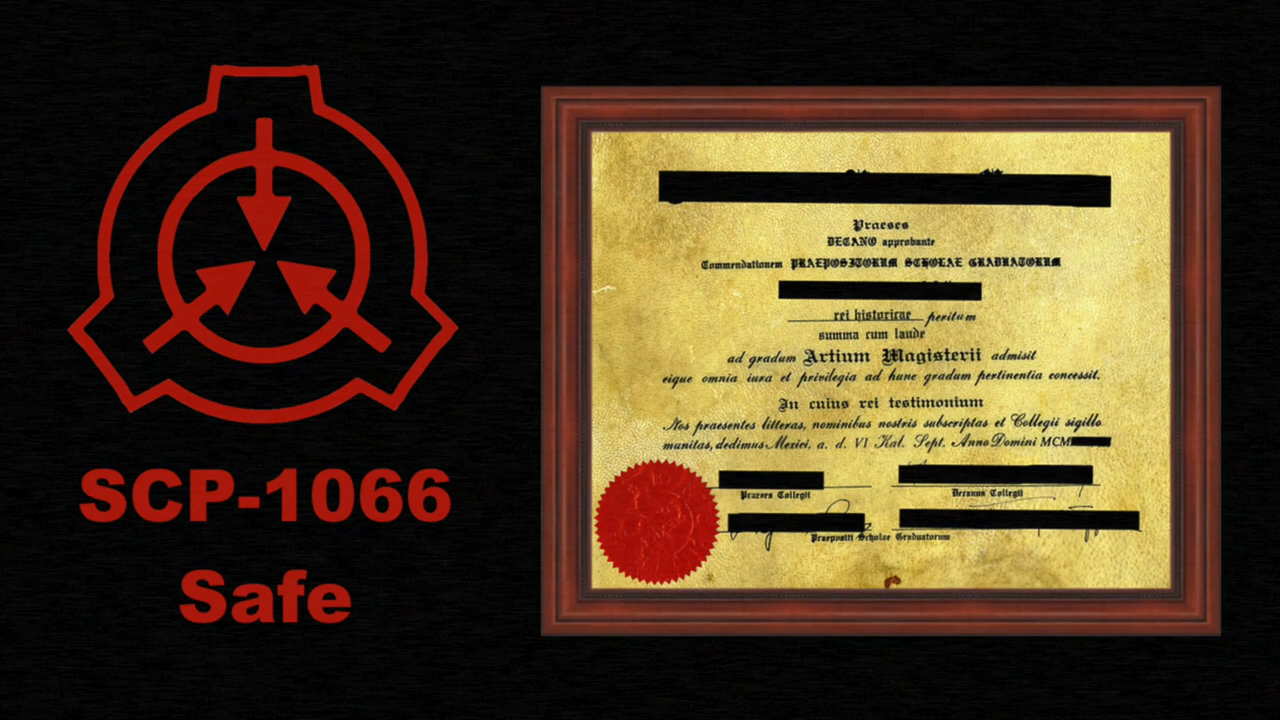 SCP-1066
Safe
Praeses
DECANO approbante
Commendationem PRAEPOSITORUM SCHOLAE GRADUATORUM
rei historicae peritum
summa cum laude
ad gradum Artium Magisterii admisit
eique omnia iura et privilegia ad hunc gradum pertinentia concessit.
In cuius rei testimonium
Nos praesentes litteras, nominibus nostris subscriptas et Collegii sigillo
munitas, dedimus Mexici, a. d. VI Kal. Sept. Anno Domini MCM
Praeses Collegii
Decanus Collegii
Praepositi Scholae Graduatorum